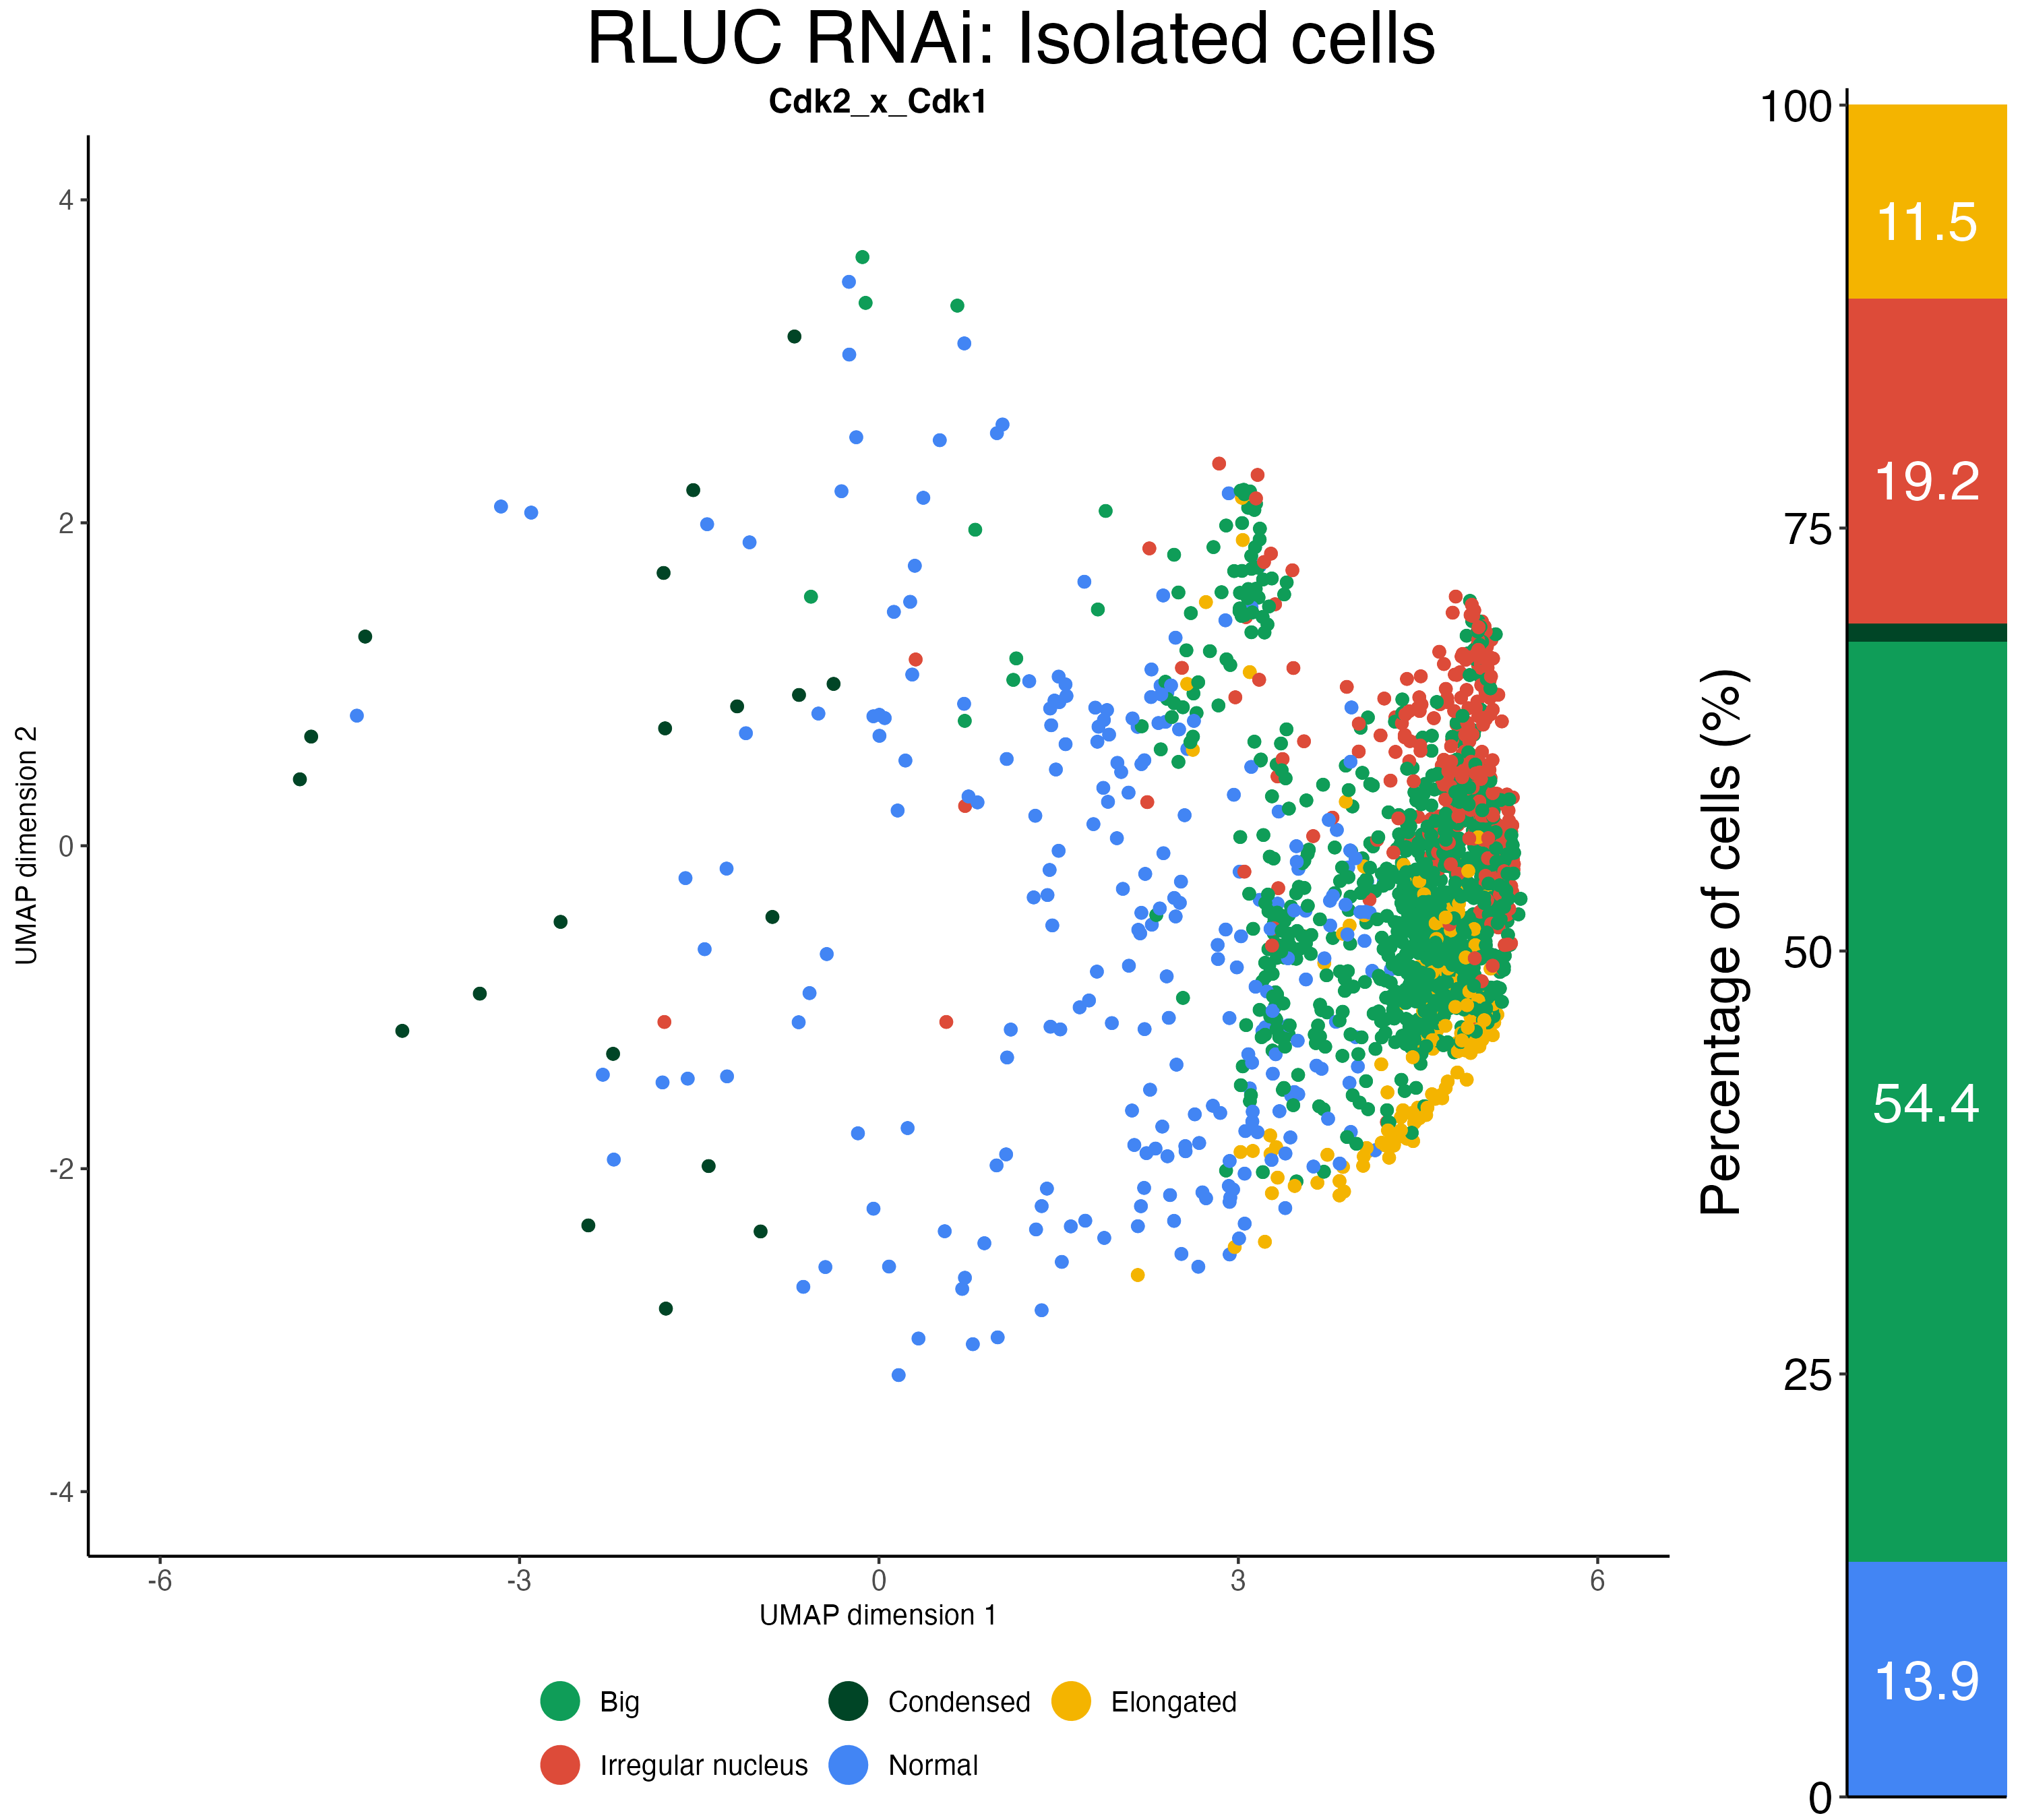 RLUC RNAi: Isolated cells
Cdk2_x_Cdk1
UMAP dimension 2
4
2
0
-2
-4
-6
-3
0
3
6
UMAP dimension 1
Big
Condensed
Elongated
Irregular nucleus
Normal
Percentage of cells (%)
100
75
50
25
0
11.5
19.2
54.4
13.9